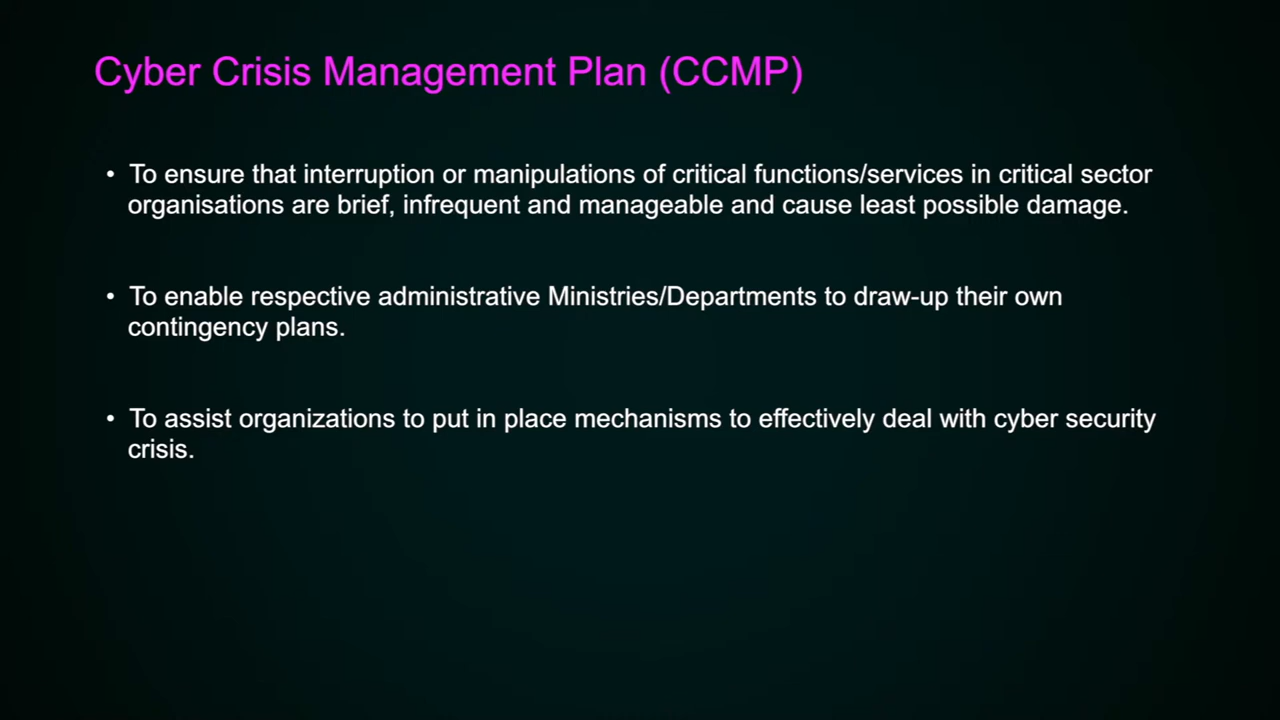 Cyber Crisis Management Plan (CCMP)
• To ensure that interruption or manipulations of critical functions/services in critical sector
organisations are brief, infrequent and manageable and cause least possible damage.
• To enable respective administrative Ministries/Departments to draw-up their own
contingency plans.
• To assist organizations to put in place mechanisms to effectively deal with cyber security
crisis.